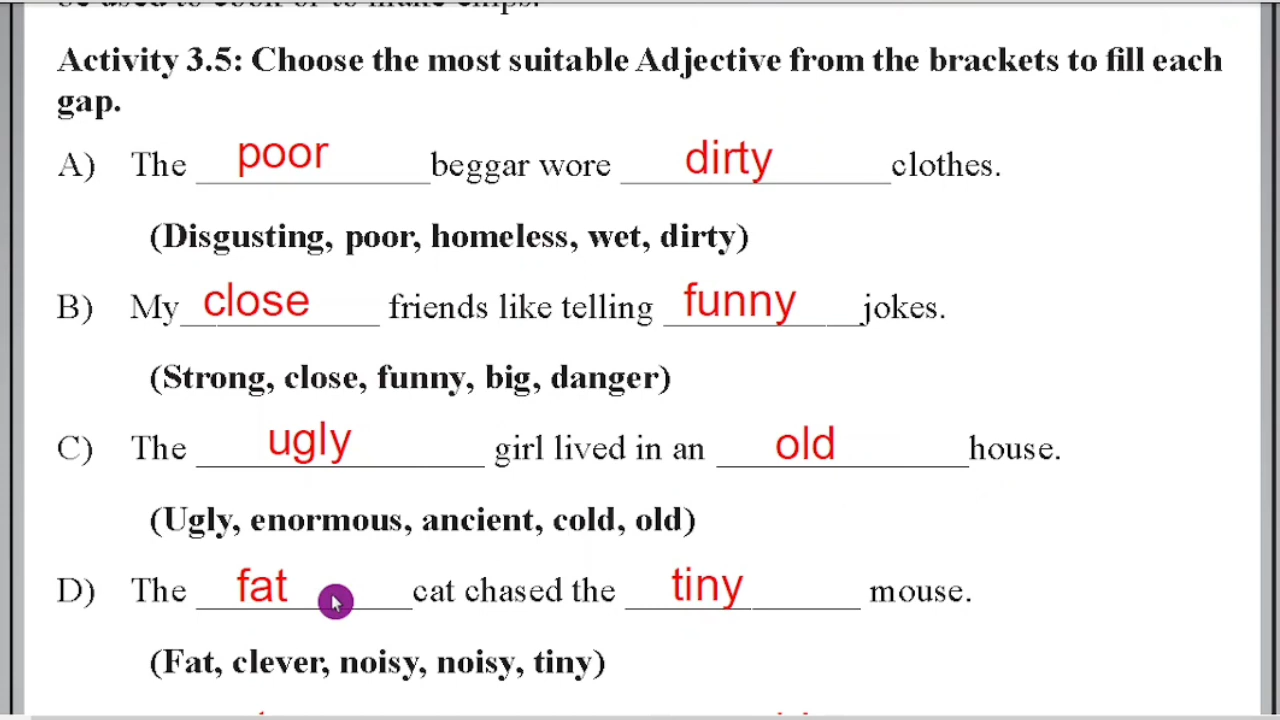 Activity 3.5: Choose the most suitable Adjective from the brackets to fill each
gap.
A) The poor beggar wore dirty clothes.
(Disgusting, poor, homeless, wet, dirty)
B) My close friends like telling funny jokes.
(Strong, close, funny, big, danger)
C) The ugly girl lived in an old house.
(Ugly, enormous, ancient, cold, old)
D) The fat cat chased the tiny mouse.
(Fat, clever, noisy, noisy, tiny)